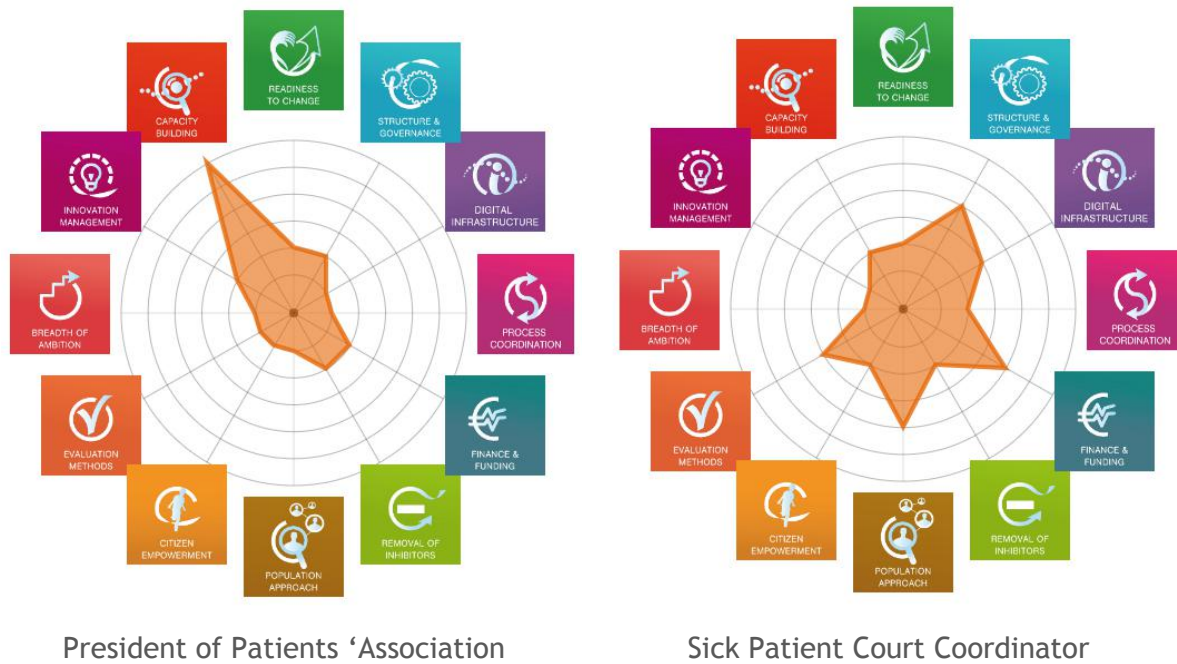 READINESS
TO CHANGE
STRUCTURE &
GOVERNANCE
DIGITAL
INFRASTRUCTURE
PROCESS
COORDINATION
FINANCE &
FUNDING
REMOVAL OF
INHIBITORS
POPULATION
APPROACH
CITIZEN
EMPOWERMENT
EVALUATION
METHODS
BREADTH OF
AMBITION
INNOVATION
MANAGEMENT
CAPACITY
BUILDING
President of Patients ‘Association
READINESS
TO CHANGE
STRUCTURE &
GOVERNANCE
DIGITAL
INFRASTRUCTURE
PROCESS
COORDINATION
FINANCE &
FUNDING
REMOVAL OF
INHIBITORS
POPULATION
APPROACH
CITIZEN
EMPOWERMENT
EVALUATION
METHODS
BREADTH OF
AMBITION
INNOVATION
MANAGEMENT
CAPACITY
BUILDING
Sick Patient Court Coordinator